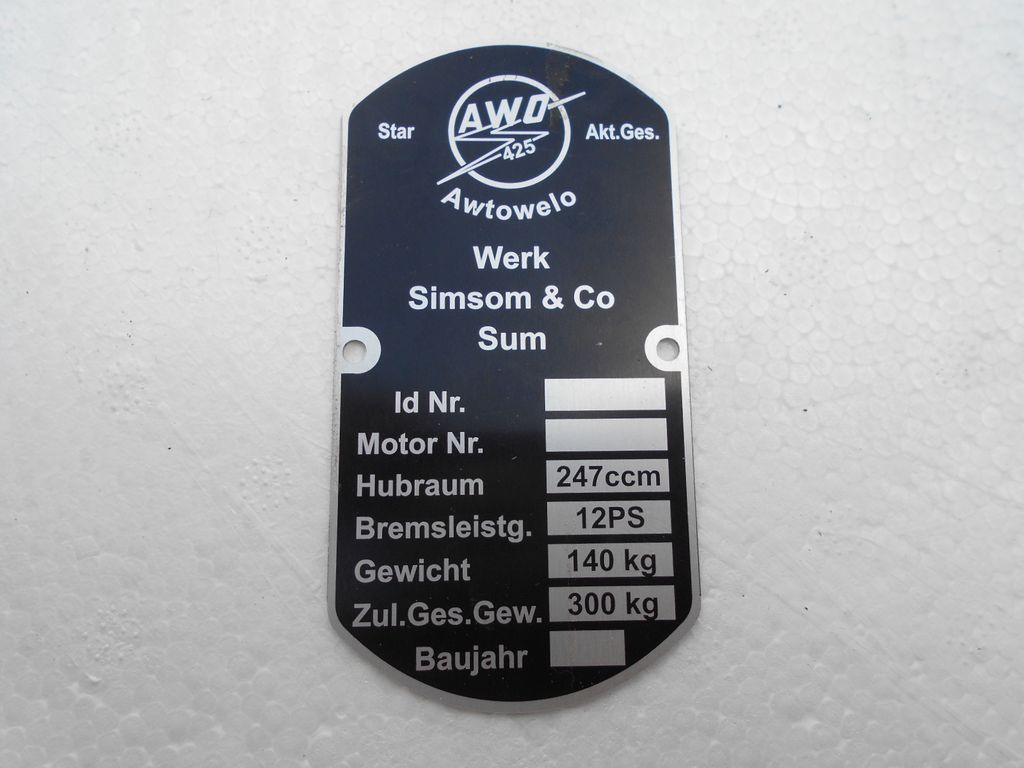 AWO
425
Star
Akt.Ges.
Awtowelo
Werk
Simsom & Co
Sum
Id Nr.
Motor Nr.
Hubraum 247ccm
Bremsleistg. 12PS
Gewicht 140 kg
Zul.Ges.Gew. 300 kg
Baujahr